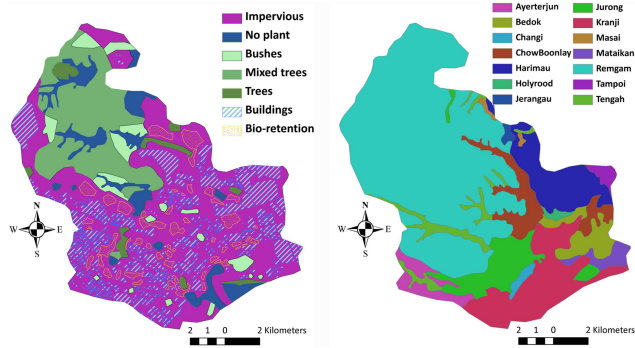 Impervious
No plant
Bushes
Mixed trees
Trees
Buildings
Bio-retention
N
W E
S
2 1 0 2 Kilometers
Ayerterjun
Bedok
Changi
ChowBoonlay
Harimau
Holyrood
Jerangau
Jurong
Kranji
Masai
Mataikan
Remgam
Tampoi
Tengah
N
W E
S
2 1 0 2 Kilometers